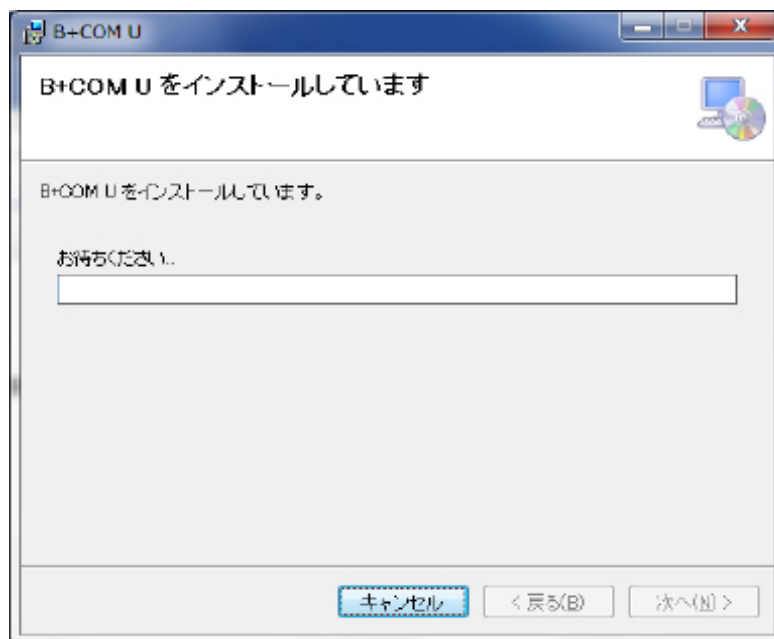 B+COM U
B+COM U をインストールしています
B+COM U をインストールしています。
お待ちください...
キャンセル
< 戻る(B)
次へ(N) >